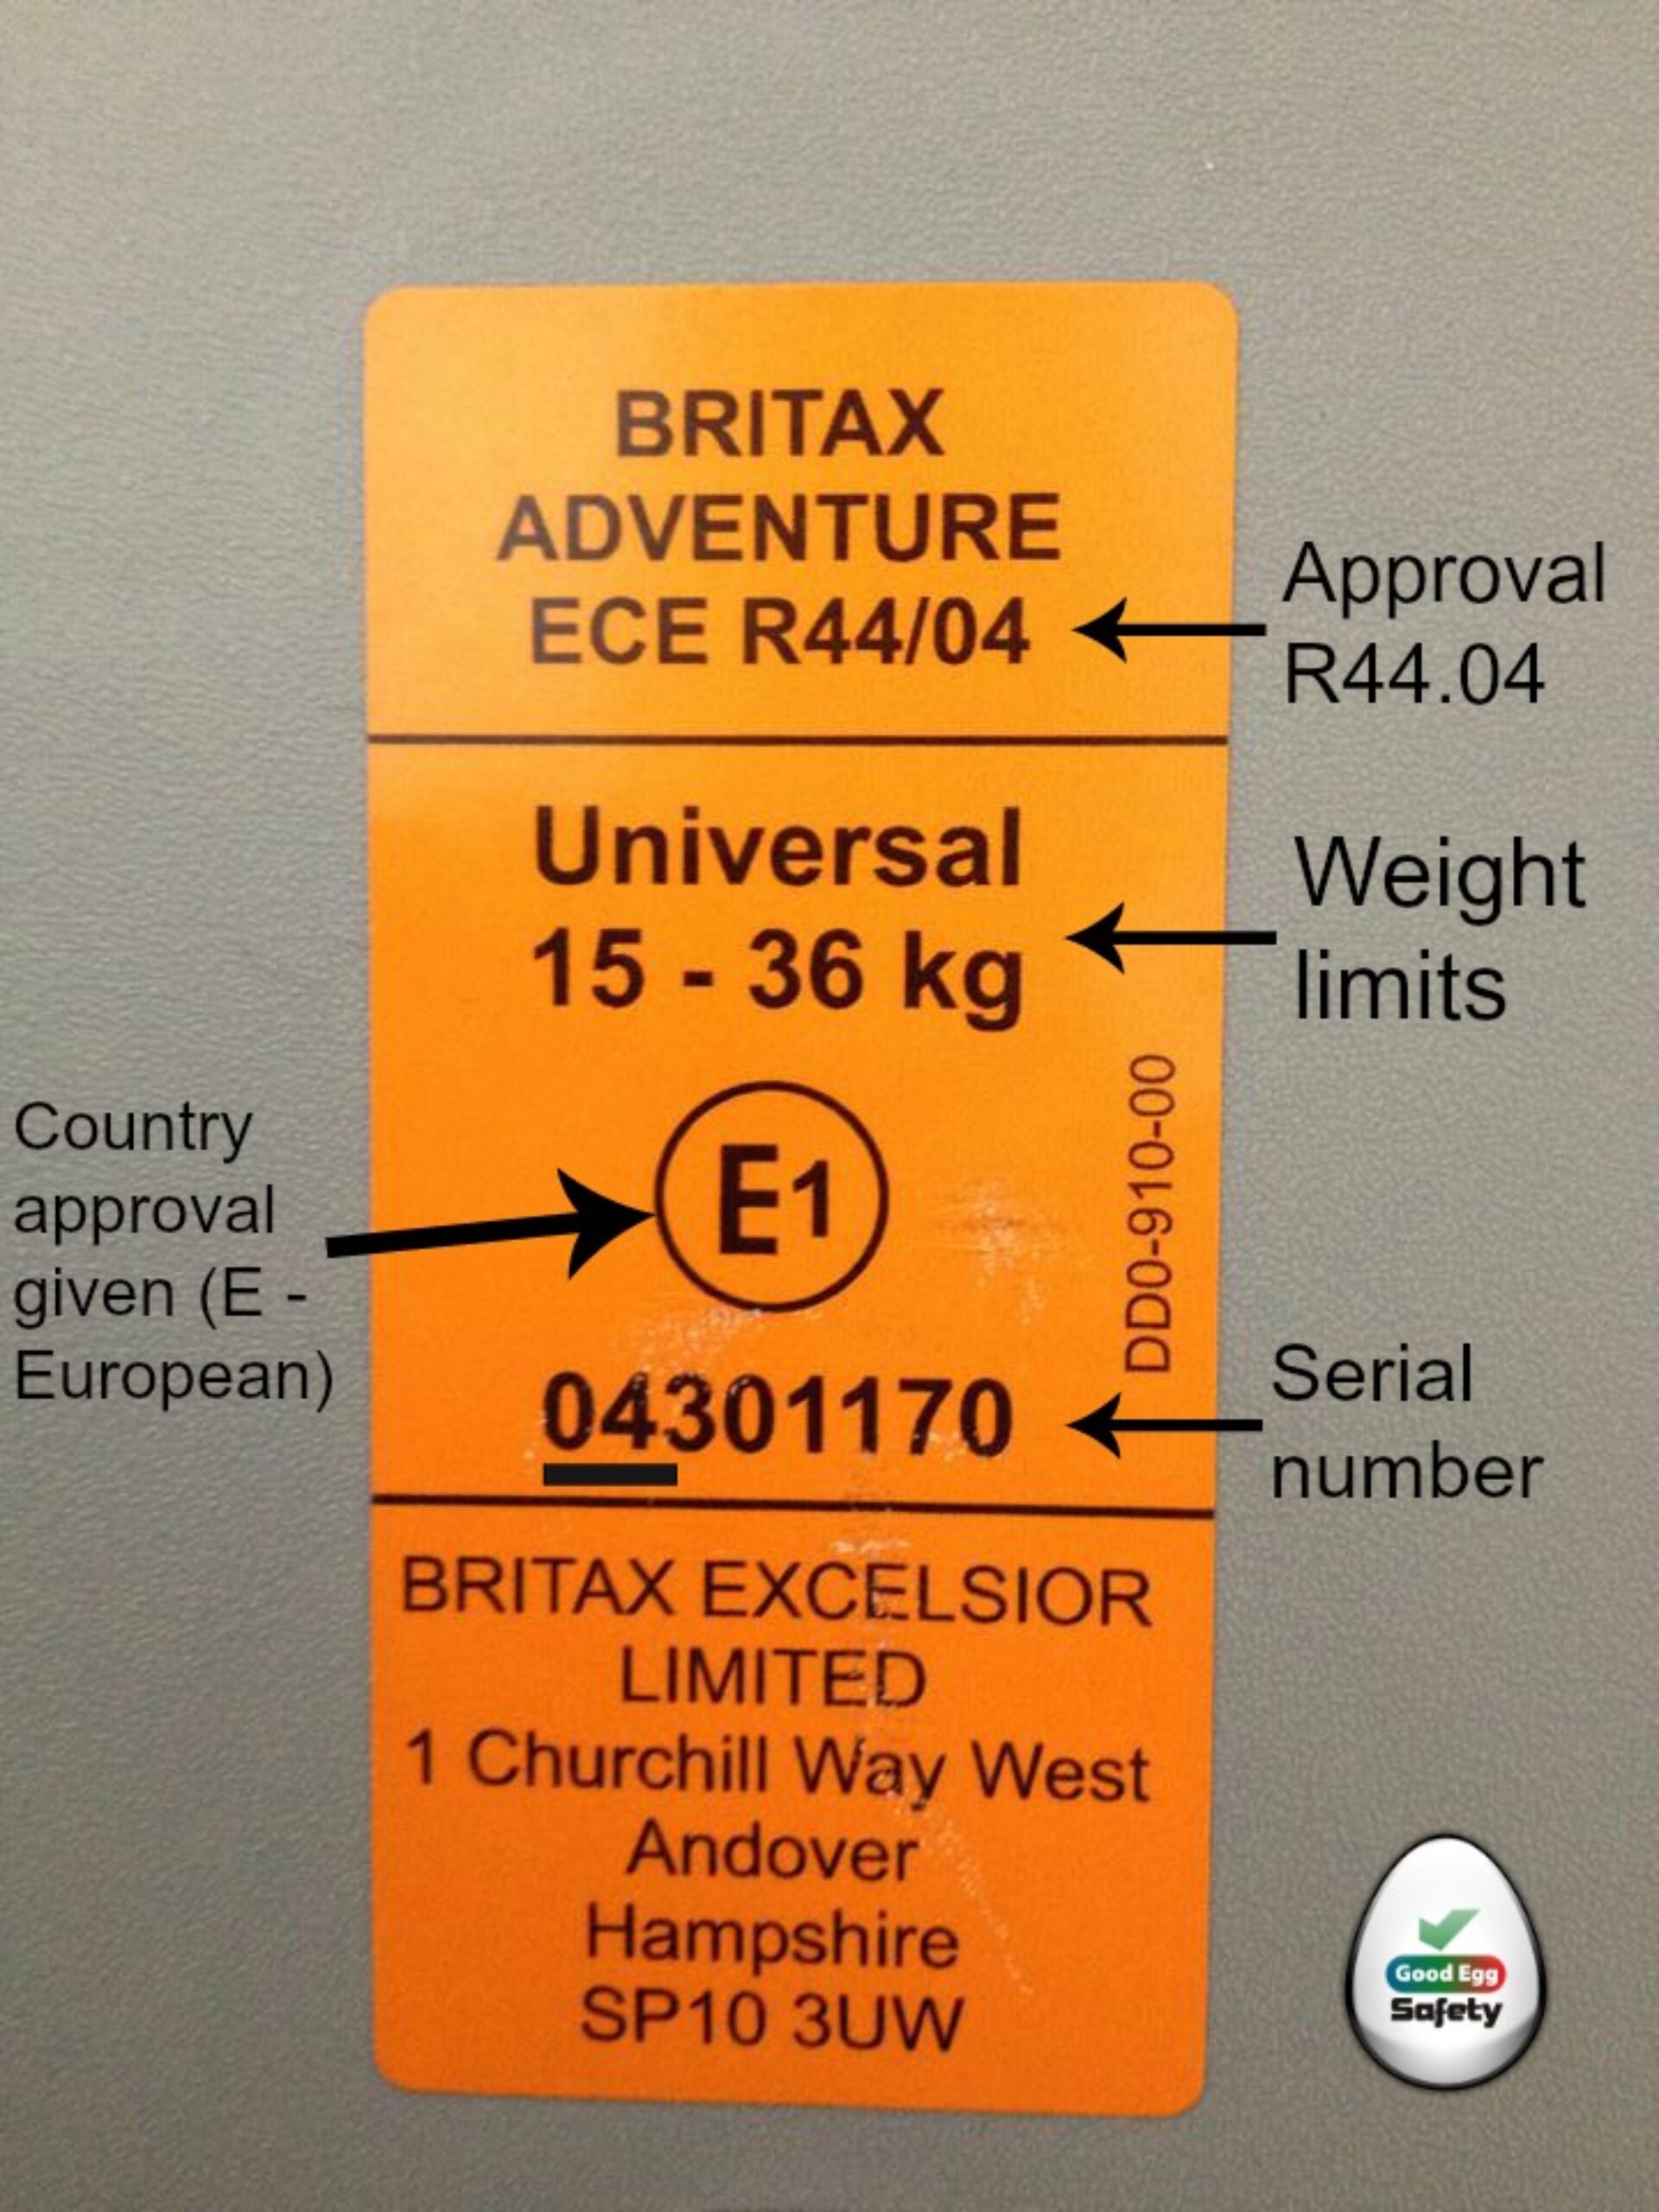 BRITAX
ADVENTURE
ECE R44/04
Approval
R44.04
Universal
15 - 36 kg
Weight
limits
Country
approval
given (E -
European)
E1
DD0-910-00
04301170
Serial
number
BRITAX EXCELSIOR
LIMITED
1 Churchill Way West
Andover
Hampshire
SP10 3UW
Good Egg
Safety